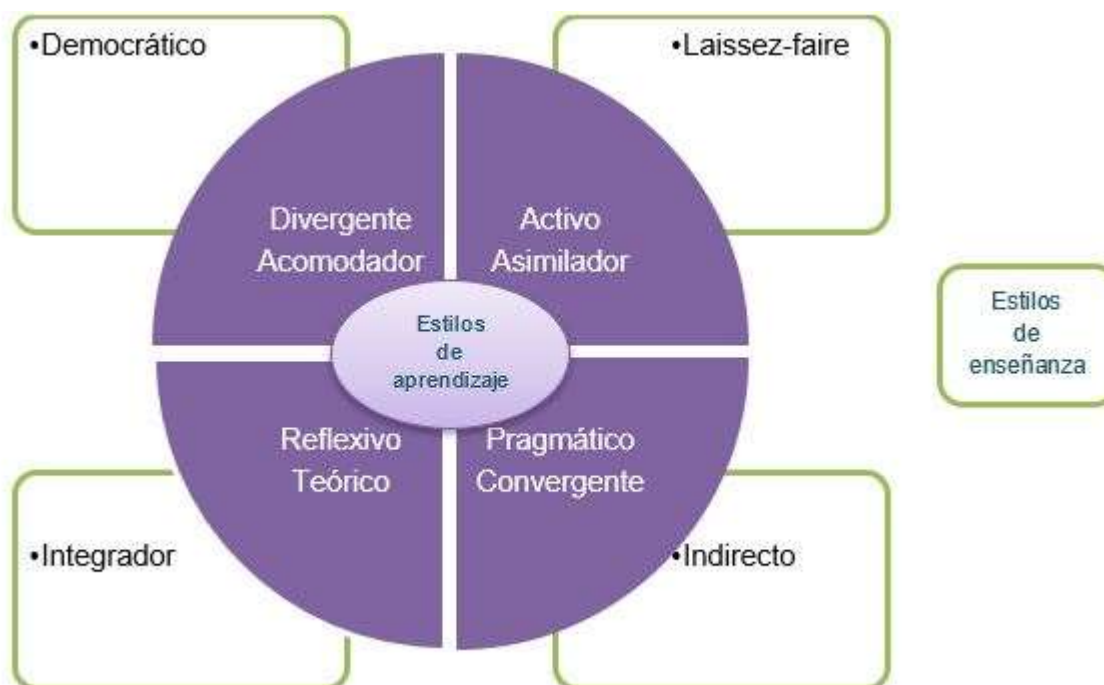 •Democrático
•Laissez-faire
Divergente
Acomodador
Activo
Asimilador
Estilos
de
aprendizaje
Estilos
de
enseñanza
Reflexivo
Teórico
Pragmático
Convergente
•Integrador
•Indirecto